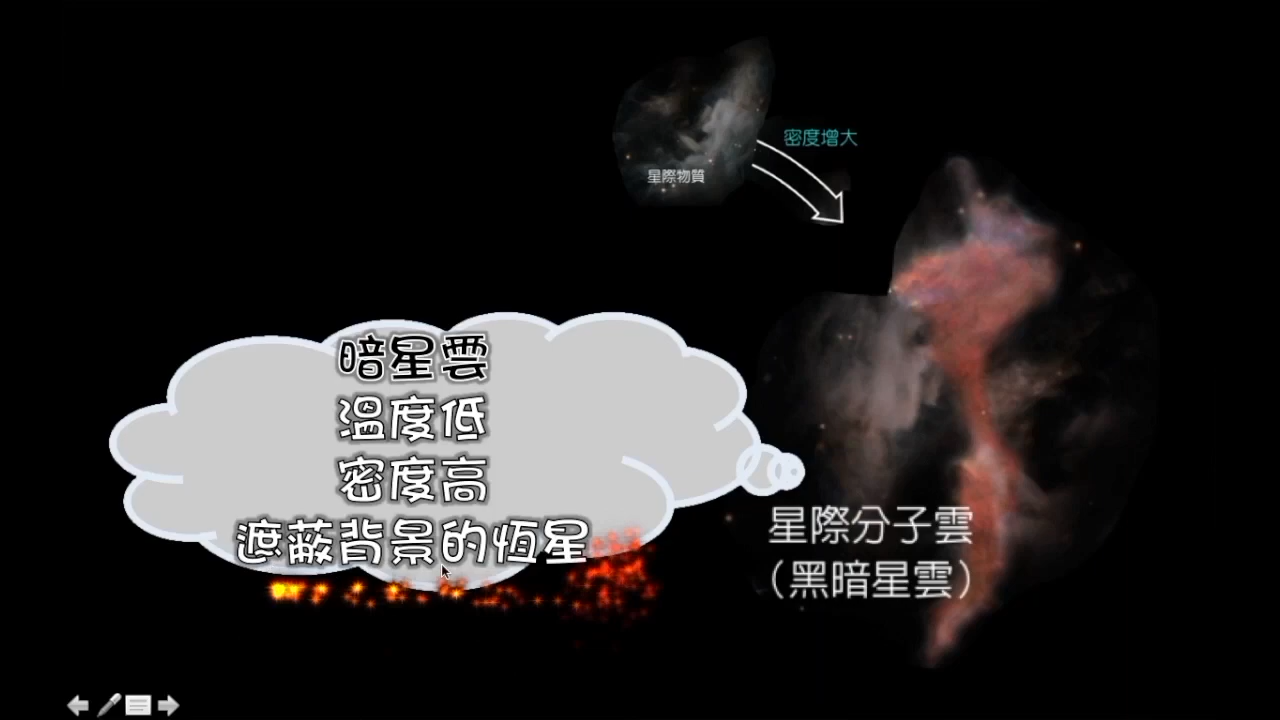 密度增大
星際物質
暗星雲
溫度低
密度高
遮蔽背景的恆星
星際分子雲
（黑暗星雲）